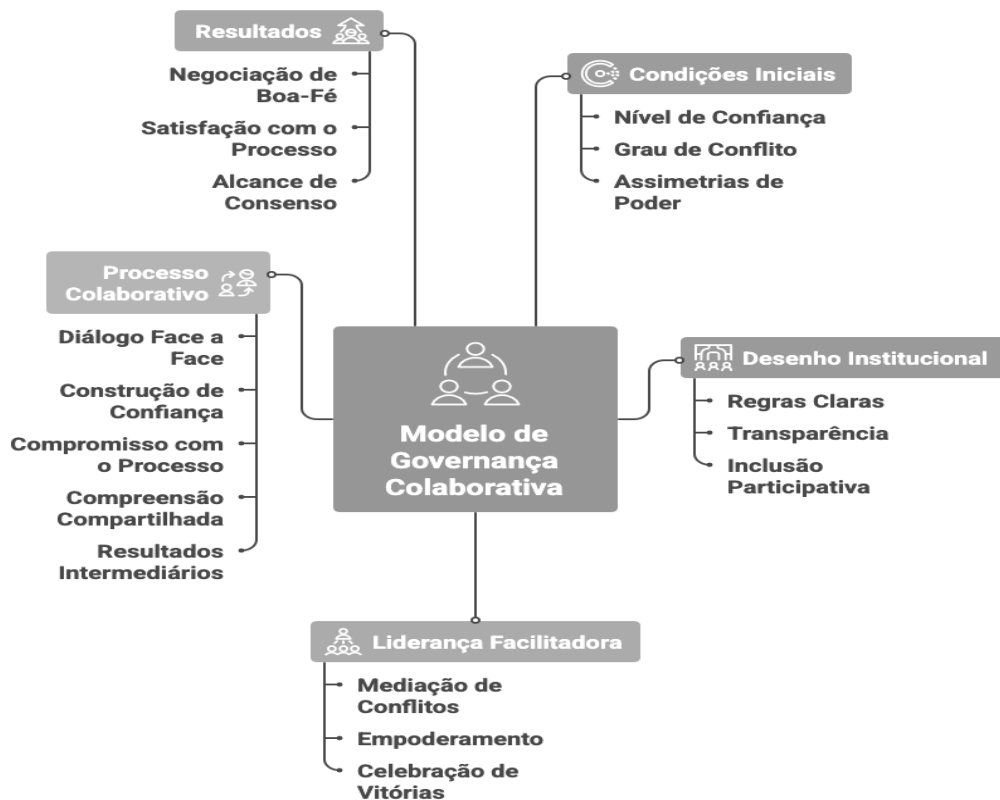 Resultados
Negociação de
Boa-Fé
Satisfação com o
Processo
Alcance de
Consenso
Condições Iniciais
Nível de Confiança
Grau de Conflito
Assimetrias de
Poder
Processo
Colaborativo
Diálogo Face a
Face
Construção de
Confiança
Compromisso com
o Processo
Compreensão
Compartilhada
Resultados
Intermediários
Modelo de
Governança
Colaborativa
Desenho Institucional
Regras Claras
Transparência
Inclusão
Participativa
Liderança Facilitadora
Mediação de
Conflitos
Empoderamento
Celebração de
Vitórias